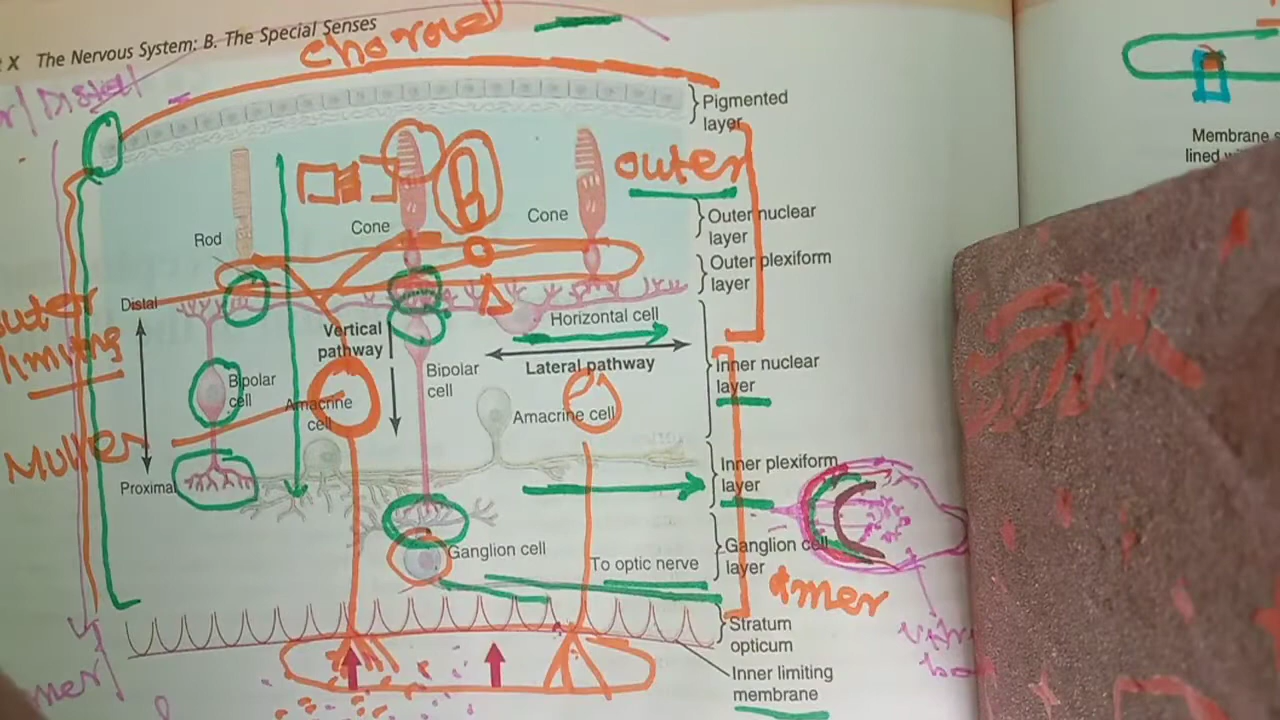 X The Nervous System: B. The Special Senses
Pigmented
layer
outer
Outer nuclear
layer
Outer plexiform
layer
Rod
Cone
Cone
Distal
outer
limiting
Muller
Proximal
Vertical
pathway
Horizontal cell
Lateral pathway
Bipolar
cell
Bipolar
cell
Amacrine
cell
Amacrine cell
Inner nuclear
layer
Inner plexiform
layer
Ganglion cell
layer
Ganglion cell
To optic nerve
Stratum
opticum
Inner limiting
membrane
Membrane
lined